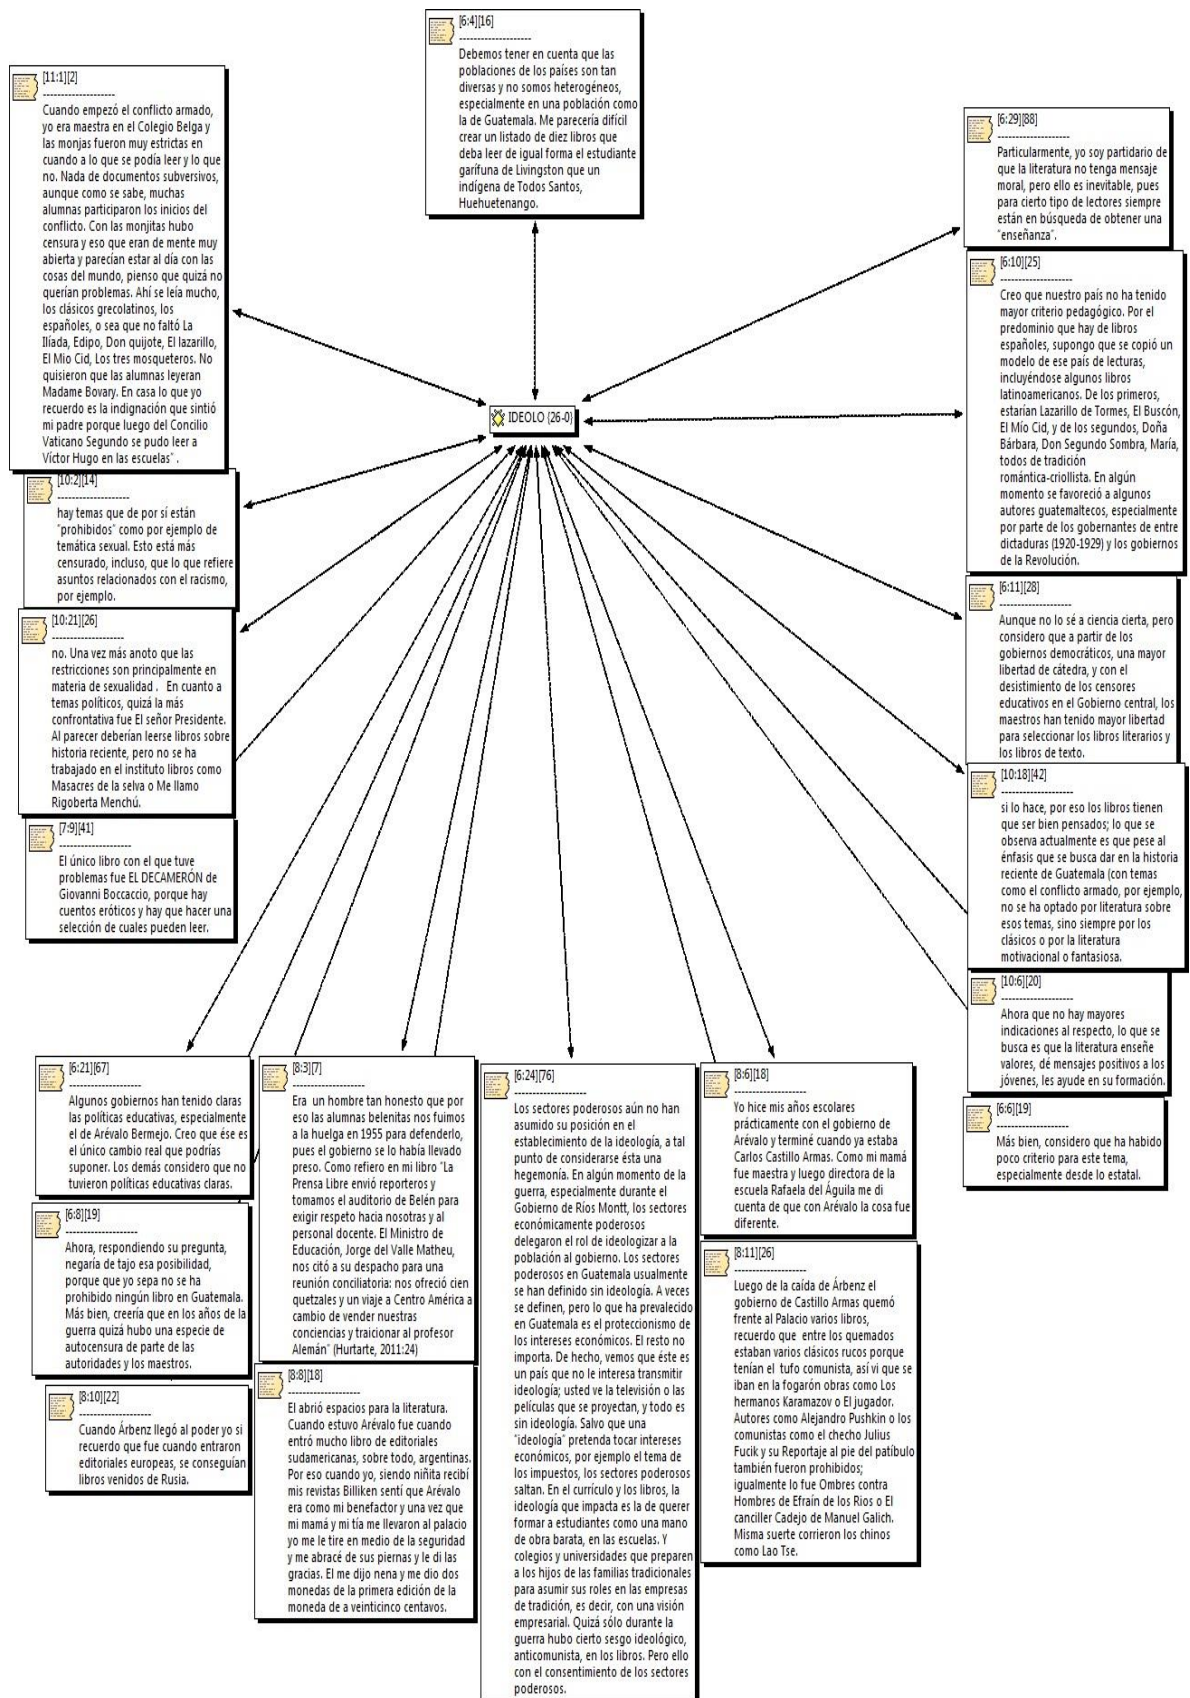 [6:4][16]
--------------------
Debemos tener en cuenta que las
poblaciones de los países son tan
diversas y no somos heterogéneos,
especialmente en una población como
la de Guatemala. Me parecería difícil
crear un listado de diez libros que
deba leer de igual forma el estudiante
garífuna de Livingston que un
indígena de Todos Santos,
Huehuetenango.
[11:1][2]
--------------------
Cuando empezó el conflicto armado,
yo era maestra en el Colegio Belga y
las monjas fueron muy estrictas en
cuando a lo que se podía leer y lo que
no. Nada de documentos subversivos,
aunque como se sabe, muchas
alumnas participaron los inicios del
conflicto. Con las monjitas hubo
censura y eso que eran de mente muy
abierta y parecían estar al día con las
cosas del mundo, pienso que quizá no
querían problemas. Ahí se leía mucho,
los clásicos grecolatinos, los
españoles, o sea que no faltó La
Ilíada, Edipo, Don quijote, El lazarillo,
El Mio Cid, Los tres mosqueteros. No
quisieron que las alumnas leyeran
Madame Bovary. En casa lo que yo
recuerdo es la indignación que sintió
mi padre porque luego del Concilio
Vaticano Segundo se pudo leer a
Víctor Hugo en las escuelas" .
[10:2][14]
--------------------
hay temas que de por sí están
"prohibidos" como por ejemplo de
temática sexual. Esto está más
censurado, incluso, que lo que refiere
asuntos relacionados con el racismo,
por ejemplo.
[10:21][26]
--------------------
no. Una vez más anoto que las
restricciones son principalmente en
materia de sexualidad . En cuanto a
temas políticos, quizá la más
confrontativa fue El señor Presidente.
Al parecer deberían leerse libros sobre
historia reciente, pero no se ha
trabajado en el instituto libros como
Masacres de la selva o Me llamo
Rigoberta Menchú.
[7:9][41]
--------------------
El único libro con el que tuve
problemas fue EL DECAMERÓN de
Giovanni Boccaccio, porque hay
cuentos eróticos y hay que hacer una
selección de cuales pueden leer.
IDEOLO {26-0}
[6:29][88]
--------------------
Particularmente, yo soy partidario de
que la literatura no tenga mensaje
moral, pero ello es inevitable, pues
para cierto tipo de lectores siempre
están en búsqueda de obtener una
"enseñanza".
[6:10][25]
--------------------
Creo que nuestro país no ha tenido
mayor criterio pedagógico. Por el
predominio que hay de libros
españoles, supongo que se copió un
modelo de ese país de lecturas,
incluyéndose algunos libros
latinoamericanos. De los primeros,
estarían Lazarillo de Tormes, El Buscón,
El Mío Cid, y de los segundos, Doña
Bárbara, Don Segundo Sombra, María,
todos de tradición
romántica-criollista. En algún
momento se favoreció a algunos
autores guatemaltecos, especialmente
por parte de los gobernantes de entre
dictaduras (1920-1929) y los gobiernos
de la Revolución.
[6:11][28]
--------------------
Aunque no lo sé a ciencia cierta, pero
considero que a partir de los
gobiernos democráticos, una mayor
libertad de cátedra, y con el
desistimiento de los censores
educativos en el Gobierno central, los
maestros han tenido mayor libertad
para seleccionar los libros literarios y
los libros de texto.
[10:18][42]
--------------------
si lo hace, por eso los libros tienen
que ser bien pensados; lo que se
observa actualmente es que pese al
énfasis que se busca dar en la historia
reciente de Guatemala (con temas
como el conflicto armado, por ejemplo,
no se ha optado por literatura sobre
esos temas, sino siempre por los
clásicos o por la literatura
motivacional o fantasiosa.
[10:6][20]
--------------------
Ahora que no hay mayores
indicaciones al respecto, lo que se
busca es que la literatura enseñe
valores, dé mensajes positivos a los
jóvenes, les ayude en su formación.
[6:6][19]
--------------------
Más bien, considero que ha habido
poco criterio para este tema,
especialmente desde lo estatal.
[6:21][67]
--------------------
Algunos gobiernos han tenido claras
las políticas educativas, especialmente
el de Arévalo Bermejo. Creo que ése es
el único cambio real que podrías
suponer. Los demás considero que no
tuvieron políticas educativas claras.
[6:8][19]
--------------------
Ahora, respondiendo su pregunta,
negaría de tajo esa posibilidad,
porque que yo sepa no se ha
prohibido ningún libro en Guatemala.
Más bien, creería que en los años de la
guerra quizá hubo una especie de
autocensura de parte de las
autoridades y los maestros.
[8:10][22]
--------------------
Cuando Árbenz llegó al poder yo si
recuerdo que fue cuando entraron
editoriales europeas, se conseguían
libros venidos de Rusia.
[8:3][7]
--------------------
Era un hombre tan honesto que por
eso las alumnas belenitas nos fuimos
a la huelga en 1955 para defenderlo,
pues el gobierno se lo había llevado
preso. Como refiero en mi libro "La
Prensa Libre envió reporteros y
tomamos el auditorio de Belén para
exigir respeto hacia nosotras y al
personal docente. El Ministro de
Educación, Jorge del Valle Matheu,
nos citó a su despacho para una
reunión conciliatoria: nos ofreció cien
quetzales y un viaje a Centro América a
cambio de vender nuestras
conciencias y traicionar al profesor
Alemán" (Hurtarte, 2011:24)
[8:8][18]
--------------------
El abrió espacios para la literatura.
Cuando estuvo Arévalo fue cuando
entró mucho libro de editoriales
sudamericanas, sobre todo, argentinas.
Por eso cuando yo, siendo niñita recibí
mis revistas Billiken sentí que Arévalo
era como mi benefactor y una vez que
mi mamá y mi tía me llevaron al palacio
yo me le tire en medio de la seguridad
y me abracé de sus piernas y le di las
gracias. El me dijo nena y me dio dos
monedas de la primera edición de la
moneda de a veinticinco centavos.
[6:24][76]
--------------------
Los sectores poderosos aún no han
asumido su posición en el
establecimiento de la ideología, a tal
punto de considerarse ésta una
hegemonía. En algún momento de la
guerra, especialmente durante el
Gobierno de Ríos Montt, los sectores
económicamente poderosos
delegaron el rol de ideologizar a la
población al gobierno. Los sectores
poderosos en Guatemala usualmente
se han definido sin ideología. A veces
se definen, pero lo que ha prevalecido
en Guatemala es el proteccionismo de
los intereses económicos. El resto no
importa. De hecho, vemos que éste es
un país que no le interesa transmitir
ideología; usted ve la televisión o las
películas que se proyectan, y todo es
sin ideología. Salvo que una
"ideología" pretenda tocar intereses
económicos, por ejemplo el tema de
los impuestos, los sectores poderosos
saltan. En el currículo y los libros, la
ideología que impacta es la de querer
formar a estudiantes como una mano
de obra barata, en las escuelas. Y
colegios y universidades que preparen
a los hijos de las familias tradicionales
para asumir sus roles en las empresas
de tradición, es decir, con una visión
empresarial. Quizá sólo durante la
guerra hubo cierto sesgo ideológico,
anticomunista, en los libros. Pero ello
con el consentimiento de los sectores
poderosos.
[8:6][18]
--------------------
Yo hice mis años escolares
prácticamente con el gobierno de
Arévalo y terminé cuando ya estaba
Carlos Castillo Armas. Como mi mamá
fue maestra y luego directora de la
escuela Rafaela del Águila me di
cuenta de que con Arévalo la cosa fue
diferente.
[8:11][26]
--------------------
Luego de la caída de Árbenz el
gobierno de Castillo Armas quemó
frente al Palacio varios libros,
recuerdo que entre los quemados
estaban varios clásicos rucos porque
tenían el tufo comunista, así vi que se
iban en la fogarón obras como Los
hermanos Karamazov o El jugador.
Autores como Alejandro Pushkin o los
comunistas como el checho Julius
Fucik y su Reportaje al pie del patíbulo
también fueron prohibidos;
igualmente lo fue Ombres contra
Hombres de Efraín de los Rios o El
canciller Cadejo de Manuel Galich.
Misma suerte corrieron los chinos
como Lao Tse.